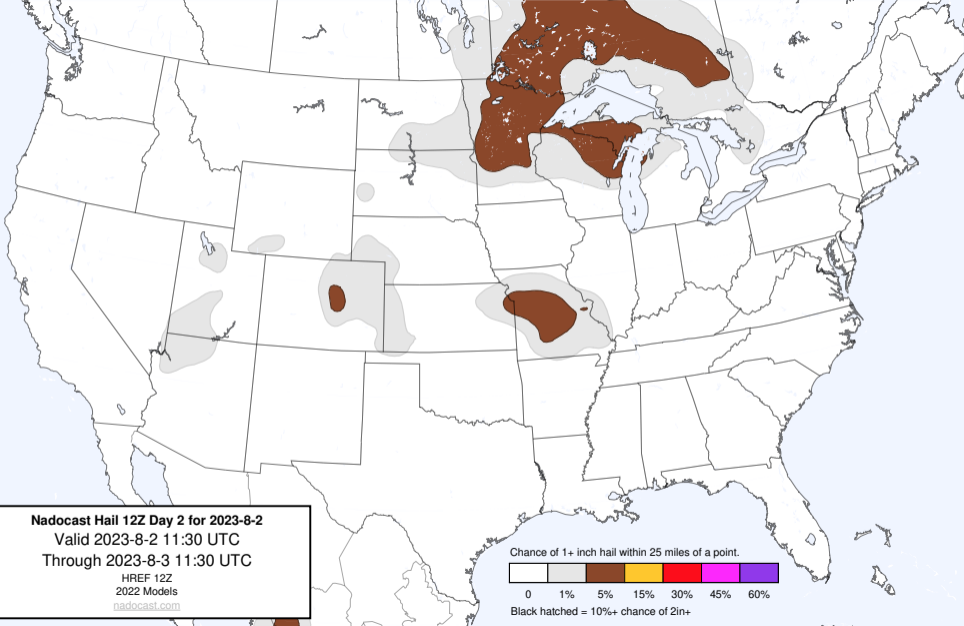 Nadocast Hail 12Z Day 2 for 2023-8-2
Valid 2023-8-2 11:30 UTC
Through 2023-8-3 11:30 UTC
HREF 12Z
2022 Models
nadocast.com
Chance of 1+ inch hail within 25 miles of a point.
0 1% 5% 15% 30% 45% 60%
Black hatched = 10%+ chance of 2in+